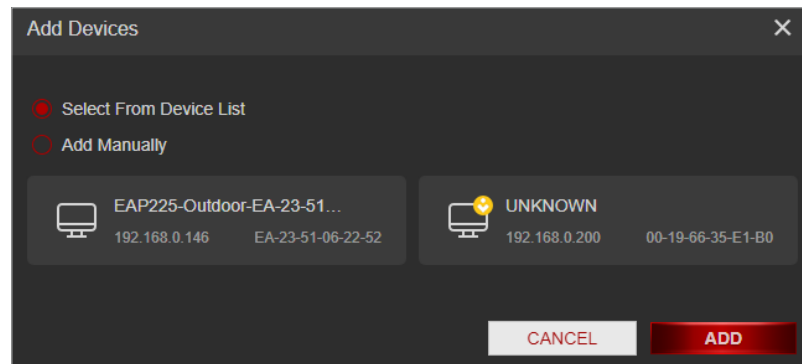 Add Devices
Select From Device List
Add Manually
EAP225-Outdoor-EA-23-51...
192.168.0.146 EA-23-51-06-22-52
UNKNOWN
192.168.0.200 00-19-66-35-E1-B0
CANCEL
ADD